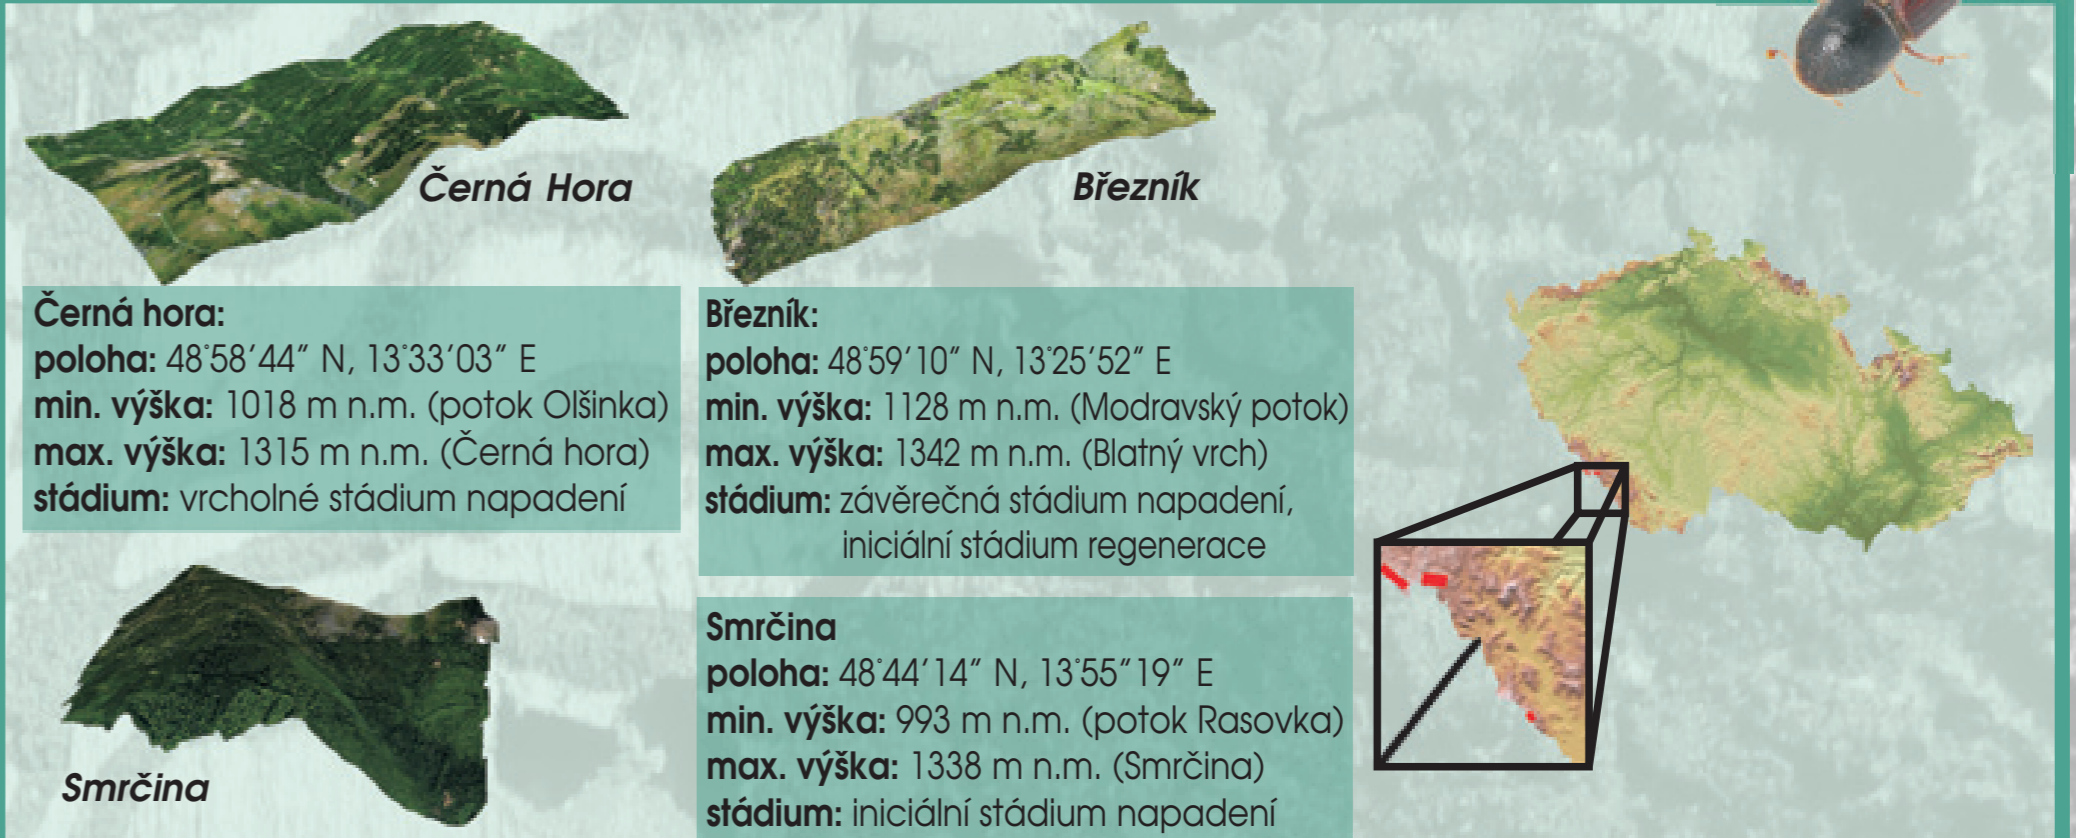 Černá Hora
Březník
Černá hora:
poloha: 48°58'44" N, 13°33'03" E
min. výška: 1018 m n.m. (potok Olšinka)
max. výška: 1315 m n.m. (Černá hora)
stádium: vrcholné stádium napadení
Březník:
poloha: 48°59'10" N, 13°25'52" E
min. výška: 1128 m n.m. (Modravský potok)
max. výška: 1342 m n.m. (Blatný vrch)
stádium: závěrečná stádium napadení,
iniciální stádium regenerace
Smrčina
Smrčina
poloha: 48°44'14" N, 13°55"19" E
min. výška: 993 m n.m. (potok Rasovka)
max. výška: 1338 m n.m. (Smrčina)
stádium: iniciální stádium napadení